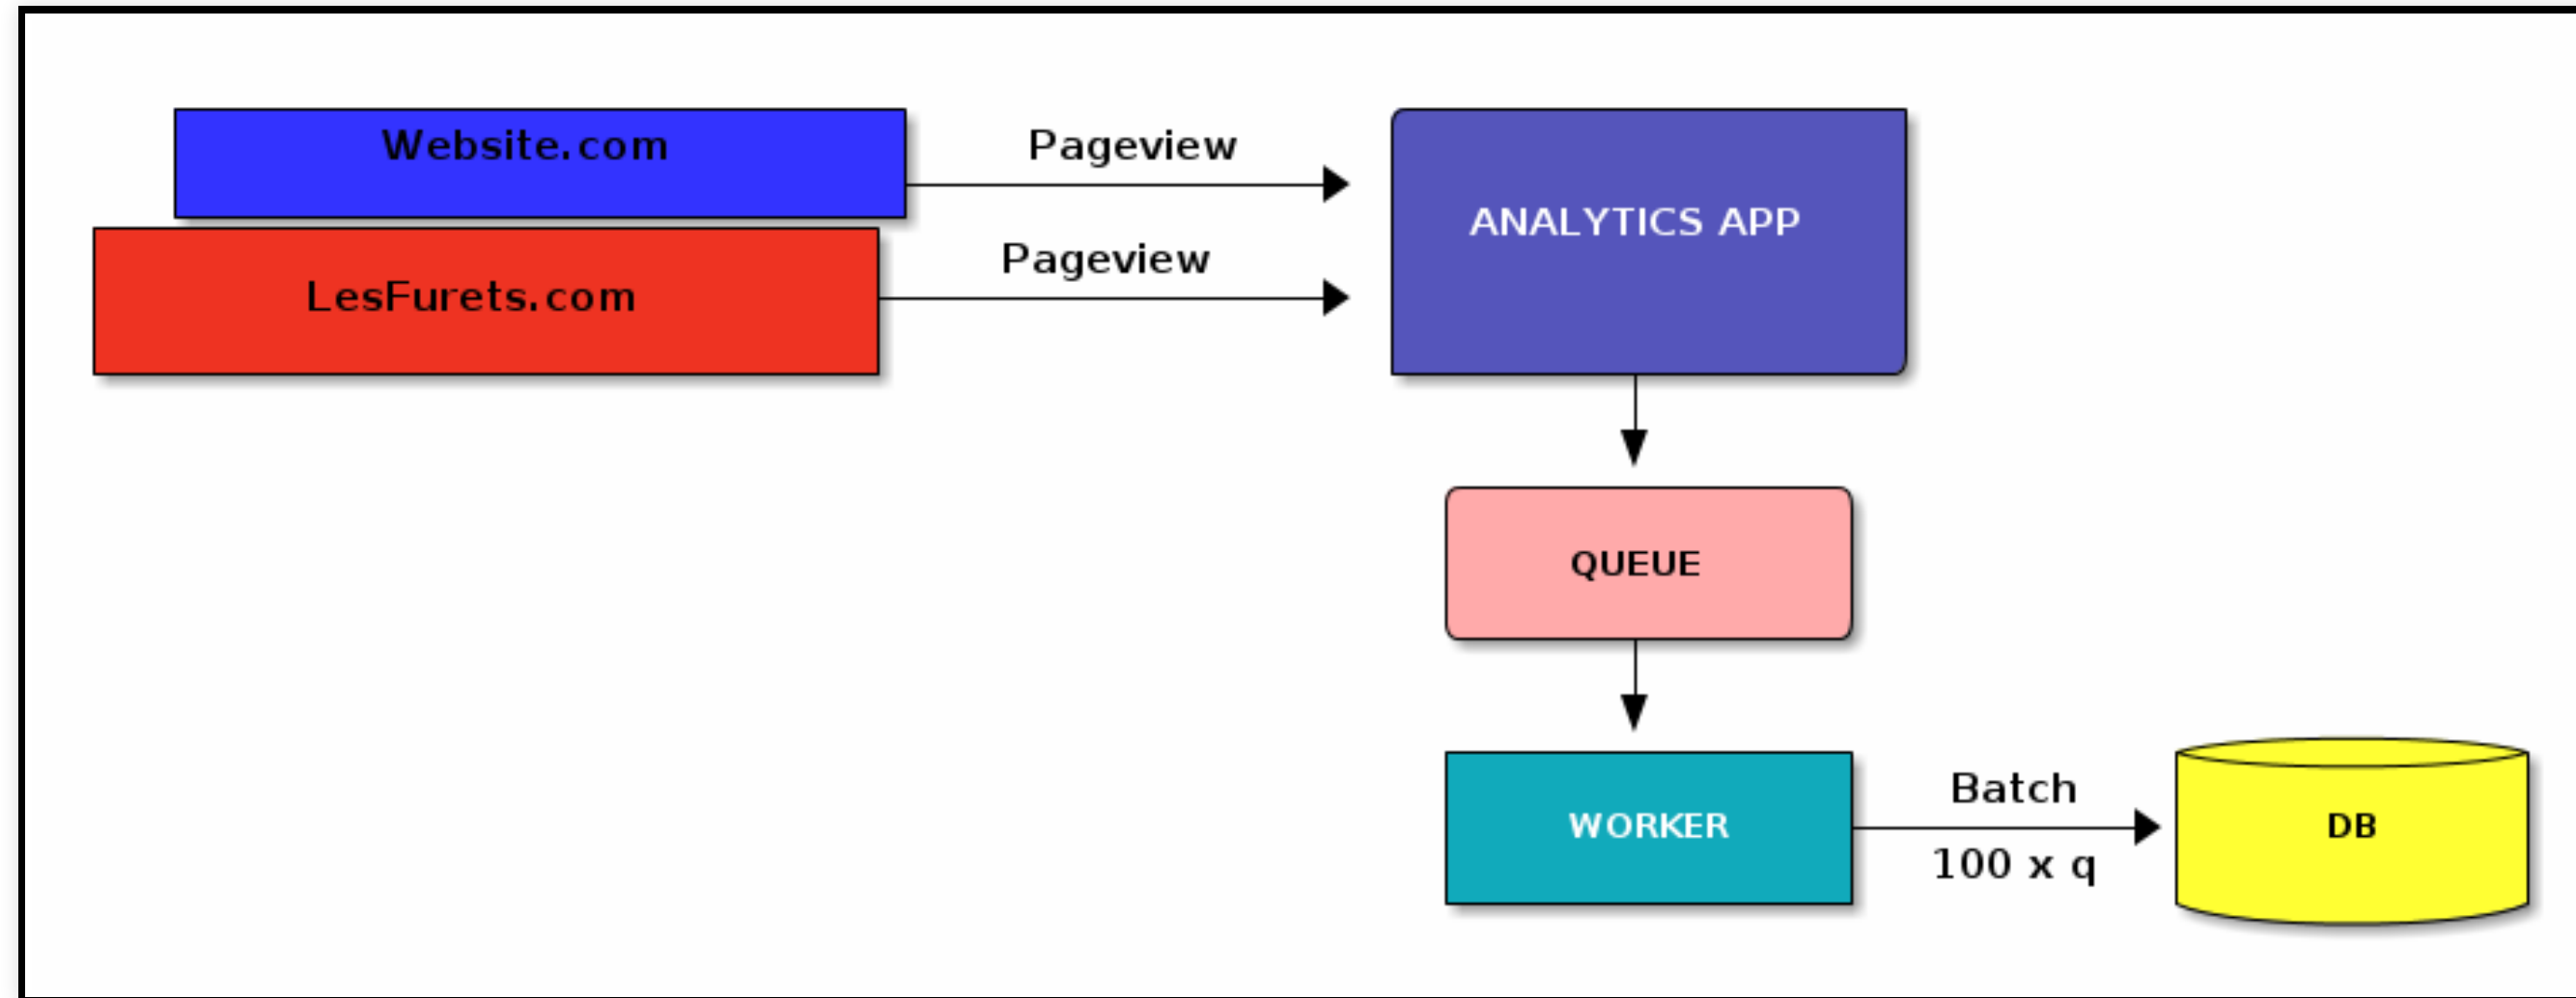 Website.com
Pageview
ANALYTICS APP
LesFurets.com
Pageview
QUEUE
WORKER
Batch
100 x q
DB